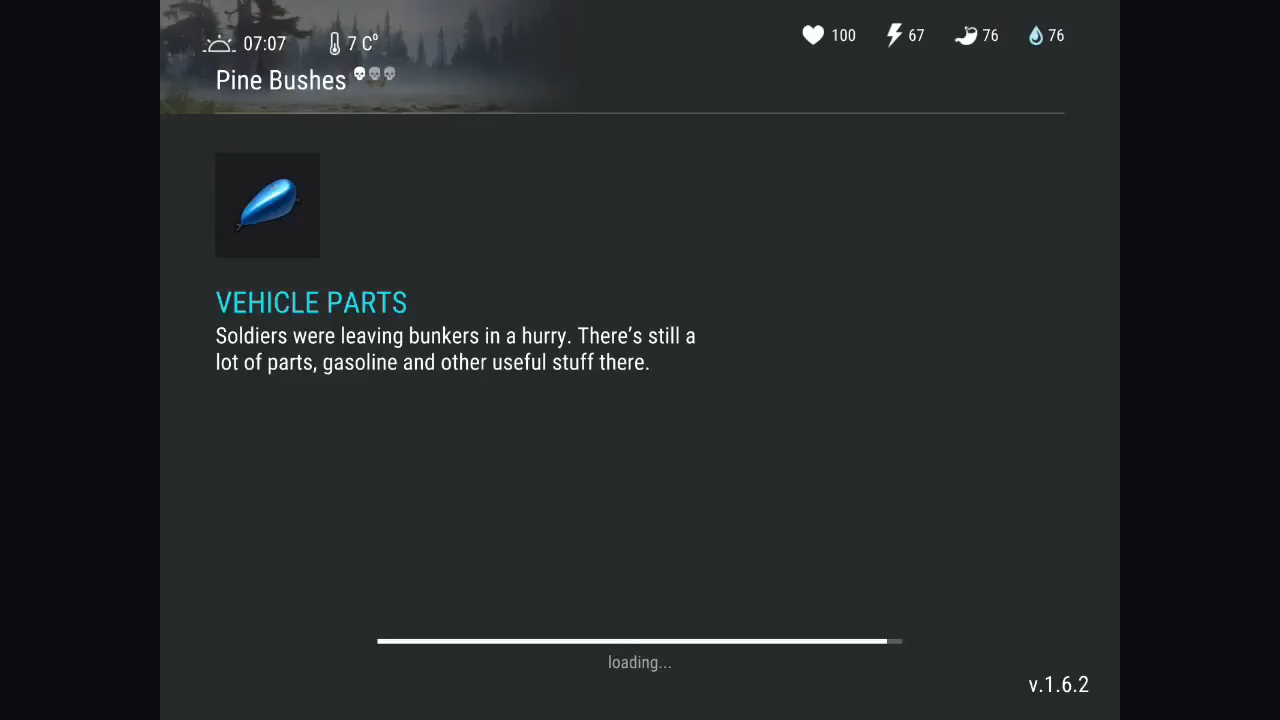 07:07 7 C°
100 67 76 76
Pine Bushes
VEHICLE PARTS
Soldiers were leaving bunkers in a hurry. There's still a
lot of parts, gasoline and other useful stuff there.
loading...
v.1.6.2